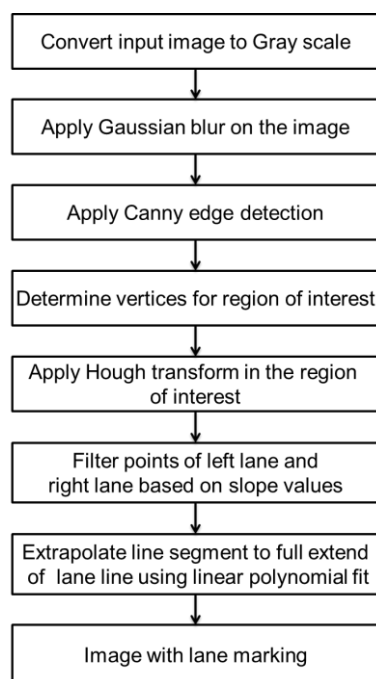 Convert input image to Gray scale
Apply Gaussian blur on the image
Apply Canny edge detection
Determine vertices for region of interest
Apply Hough transform in the region
of interest
Filter points of left lane and
right lane based on slope values
Extrapolate line segment to full extend
of lane line using linear polynomial fit
Image with lane marking